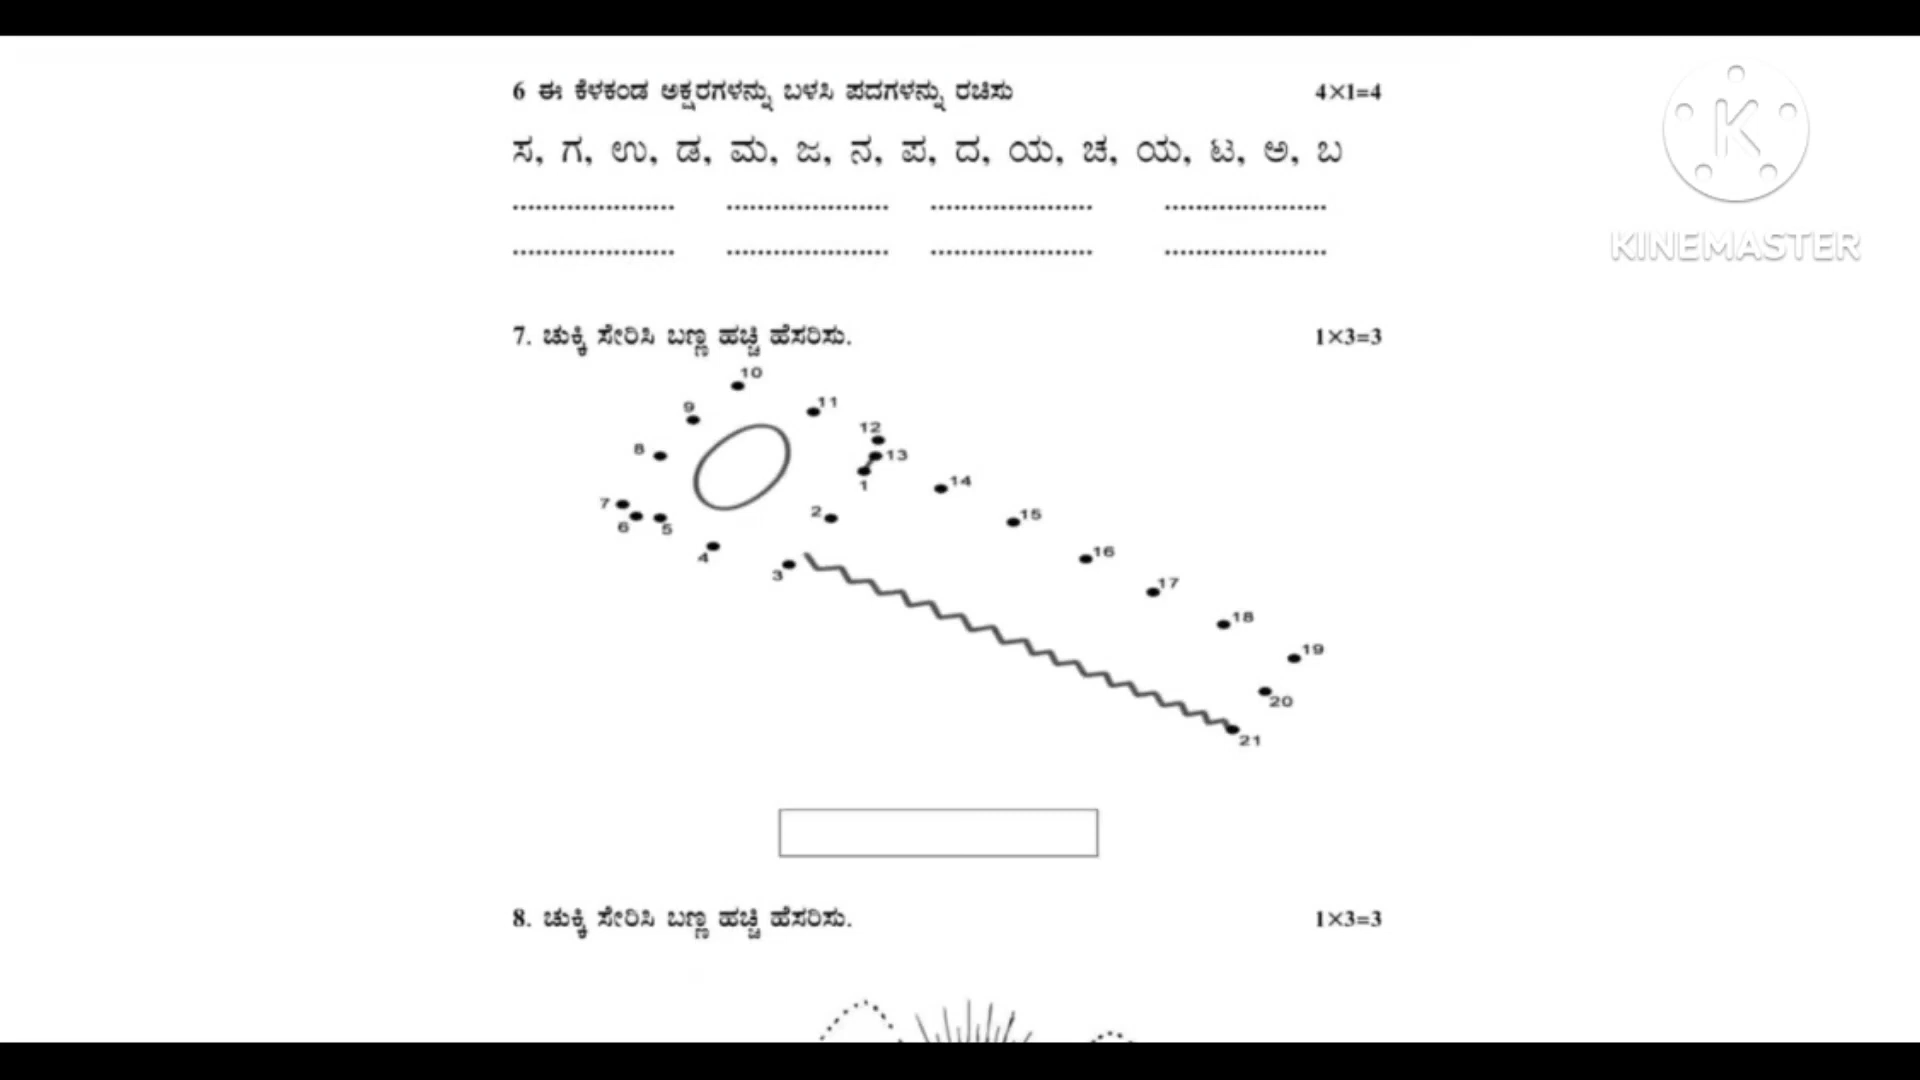 6 ಈ ಕೆಳಕಂಡ ಅಕ್ಷರಗಳನ್ನು ಬಳಸಿ ಪದಗಳನ್ನು ರಚಿಸು 4×1=4
ಸ, ಗ, ಉ, ಡ, ಮ, ಜ, ನ, ಪ, ದ, ಯ, ಚ, ಯ, ಟ, ಅ, ಬ
..................... ..................... ..................... .....................
..................... ..................... ..................... .....................
K
KINEMASTER
7. ಚುಕ್ಕಿ ಸೇರಿಸಿ ಬಣ್ಣ ಹಚ್ಚಿ ಹೆಸರಿಸು. 1×3=3
10
9
11
12
8
13
14
1
7
2
15
6
5
4
16
3
17
18
19
20
21
8. ಚುಕ್ಕಿ ಸೇರಿಸಿ ಬಣ್ಣ ಹಚ್ಚಿ ಹೆಸರಿಸು. 1×3=3